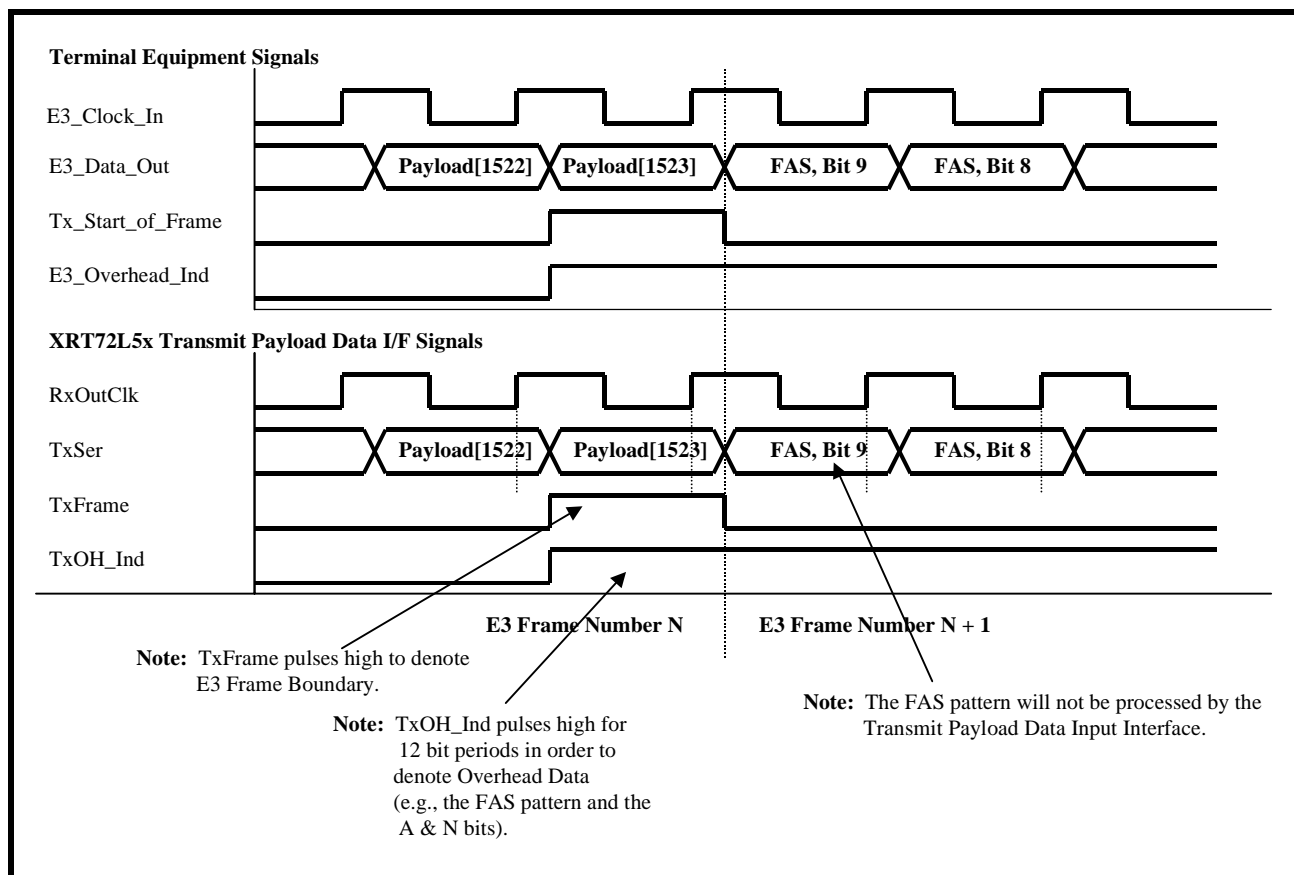 Terminal Equipment Signals
E3_Clock_In
E3_Data_Out
Payload[1522] Payload[1523] FAS, Bit 9 FAS, Bit 8
Tx_Start_of_Frame
E3_Overhead_Ind
XRT72L5x Transmit Payload Data I/F Signals
RxOutClk
TxSer
Payload[1522] Payload[1523] FAS, Bit 9 FAS, Bit 8
TxFrame
TxOH_Ind
E3 Frame Number N E3 Frame Number N + 1
Note: TxFrame pulses high to denote
E3 Frame Boundary.
Note: TxOH_Ind pulses high for
12 bit periods in order to
denote Overhead Data
(e.g., the FAS pattern and the
A & N bits).
Note: The FAS pattern will not be processed by the
Transmit Payload Data Input Interface.